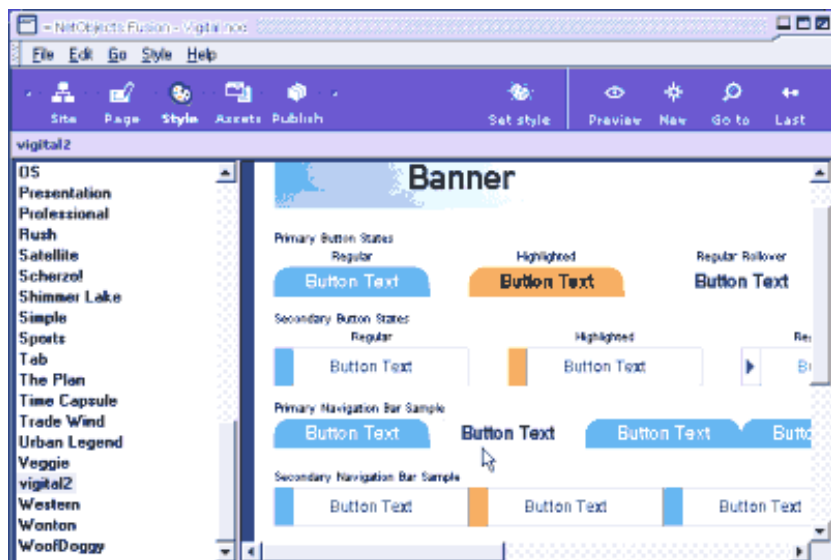 NetObjects Fusion - Vigital.nod
File Edit Go Style Help
Site Page Style Assets Publish Set style Preview New Go to Last
vigital2
OS
Presentation
Professional
Rush
Satellite
Scherzo!
Shimmer Lake
Simple
Sports
Tab
The Plan
Time Capsule
Trade Wind
Urban Legend
Veggie
vigital2
Western
Wonton
WoofDoggy
Banner
Primary Button States
Regular Highlighted Regular Rollover
Button Text Button Text Button Text
Secondary Button States
Regular Highlighted
Button Text Button Text
Primary Navigation Bar Sample
Button Text Button Text Button Text Butto
Secondary Navigation Bar Sample
Button Text Button Text Button Text